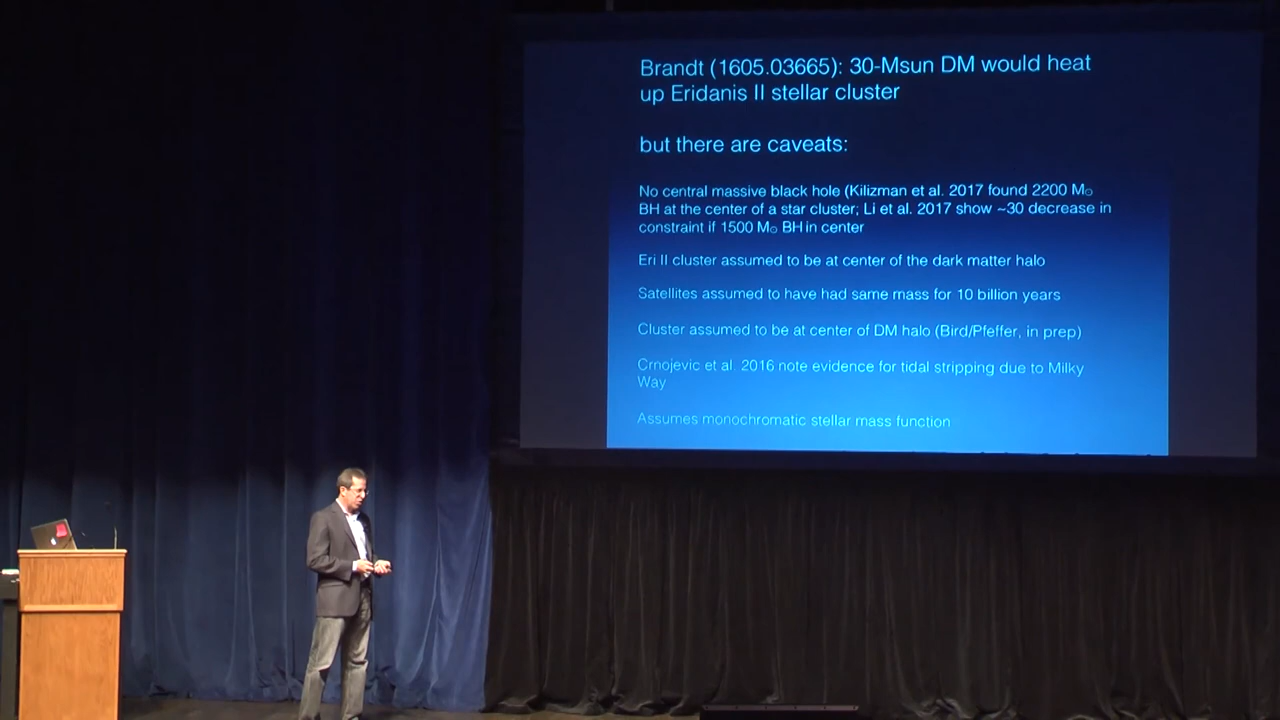 Brandt (1605.03665): 30-Msun DM would heat
up Eridanis II stellar cluster
but there are caveats:
No central massive black hole (Kilizman et al. 2017 found 2200 M☉
BH at the center of a star cluster; Li et al. 2017 show ~30 decrease in
constraint if 1500 M☉ BH in center
Eri II cluster assumed to be at center of the dark matter halo
Satellites assumed to have had same mass for 10 billion years
Cluster assumed to be at center of DM halo (Bird/Pfeffer, in prep)
Crnojevic et al. 2016 note evidence for tidal stripping due to Milky
Way
Assumes monochromatic stellar mass function